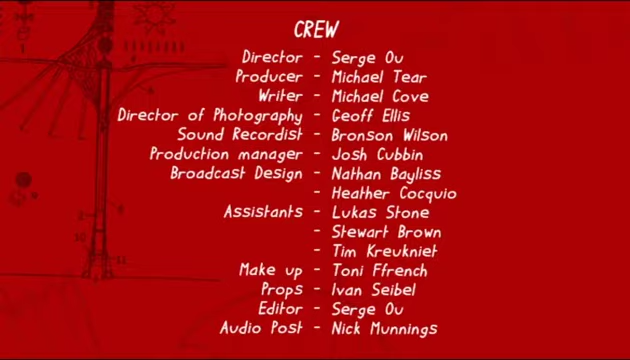 CREW
Director - Serge Ou
Producer - Michael Tear
Writer - Michael Cove
Director of Photography - Geoff Ellis
Sound Recordist - Bronson Wilson
Production manager - Josh Cubbin
Broadcast Design - Nathan Bayliss
- Heather Cocquio
Assistants - Lukas Stone
- Stewart Brown
- Tim Kreukniet
Make up - Toni Ffrench
Props - Ivan Seibel
Editor - Serge Ou
Audio Post - Nick Munnings